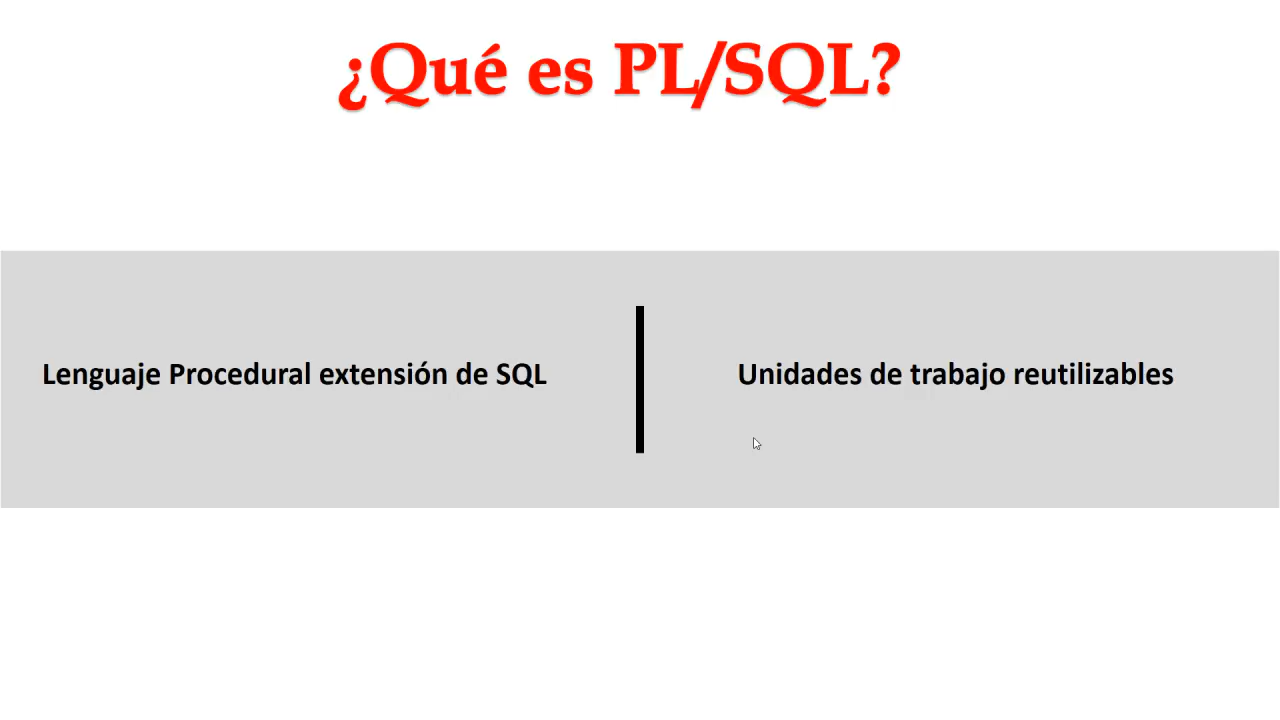 ¿Qué es PL/SQL?
Lenguaje Procedural extensión de SQL
Unidades de trabajo reutilizables